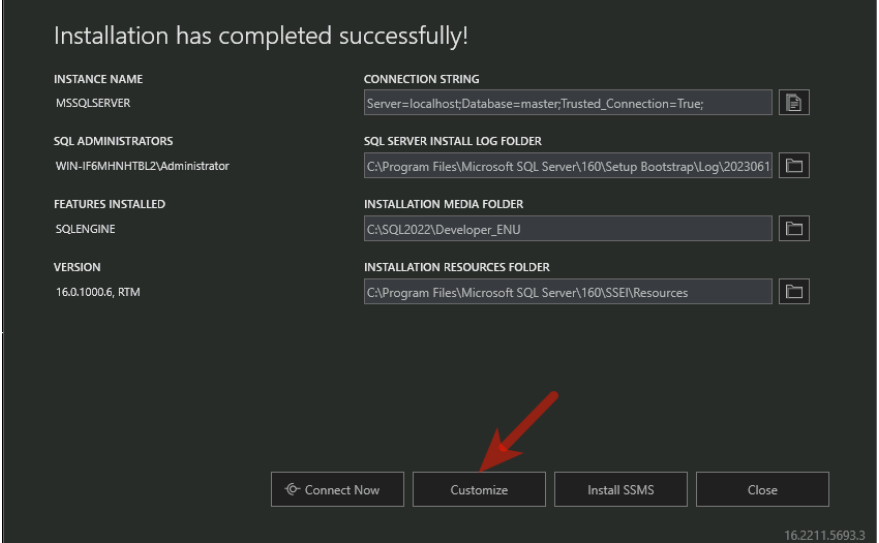 Installation has completed successfully!
INSTANCE NAME
MSSQLSERVER
CONNECTION STRING
Server=localhost;Database=master;Trusted_Connection=True;
SQL ADMINISTRATORS
WIN-IF6MHNHTBL2\Administrator
SQL SERVER INSTALL LOG FOLDER
C:\Program Files\Microsoft SQL Server\160\Setup Bootstrap\Log\2023061
FEATURES INSTALLED
SQLENGINE
INSTALLATION MEDIA FOLDER
C:\SQL2022\Developer_ENU
VERSION
16.0.1000.6, RTM
INSTALLATION RESOURCES FOLDER
C:\Program Files\Microsoft SQL Server\160\SSEI\Resources
Connect Now
Customize
Install SSMS
Close
16.2211.5693.3